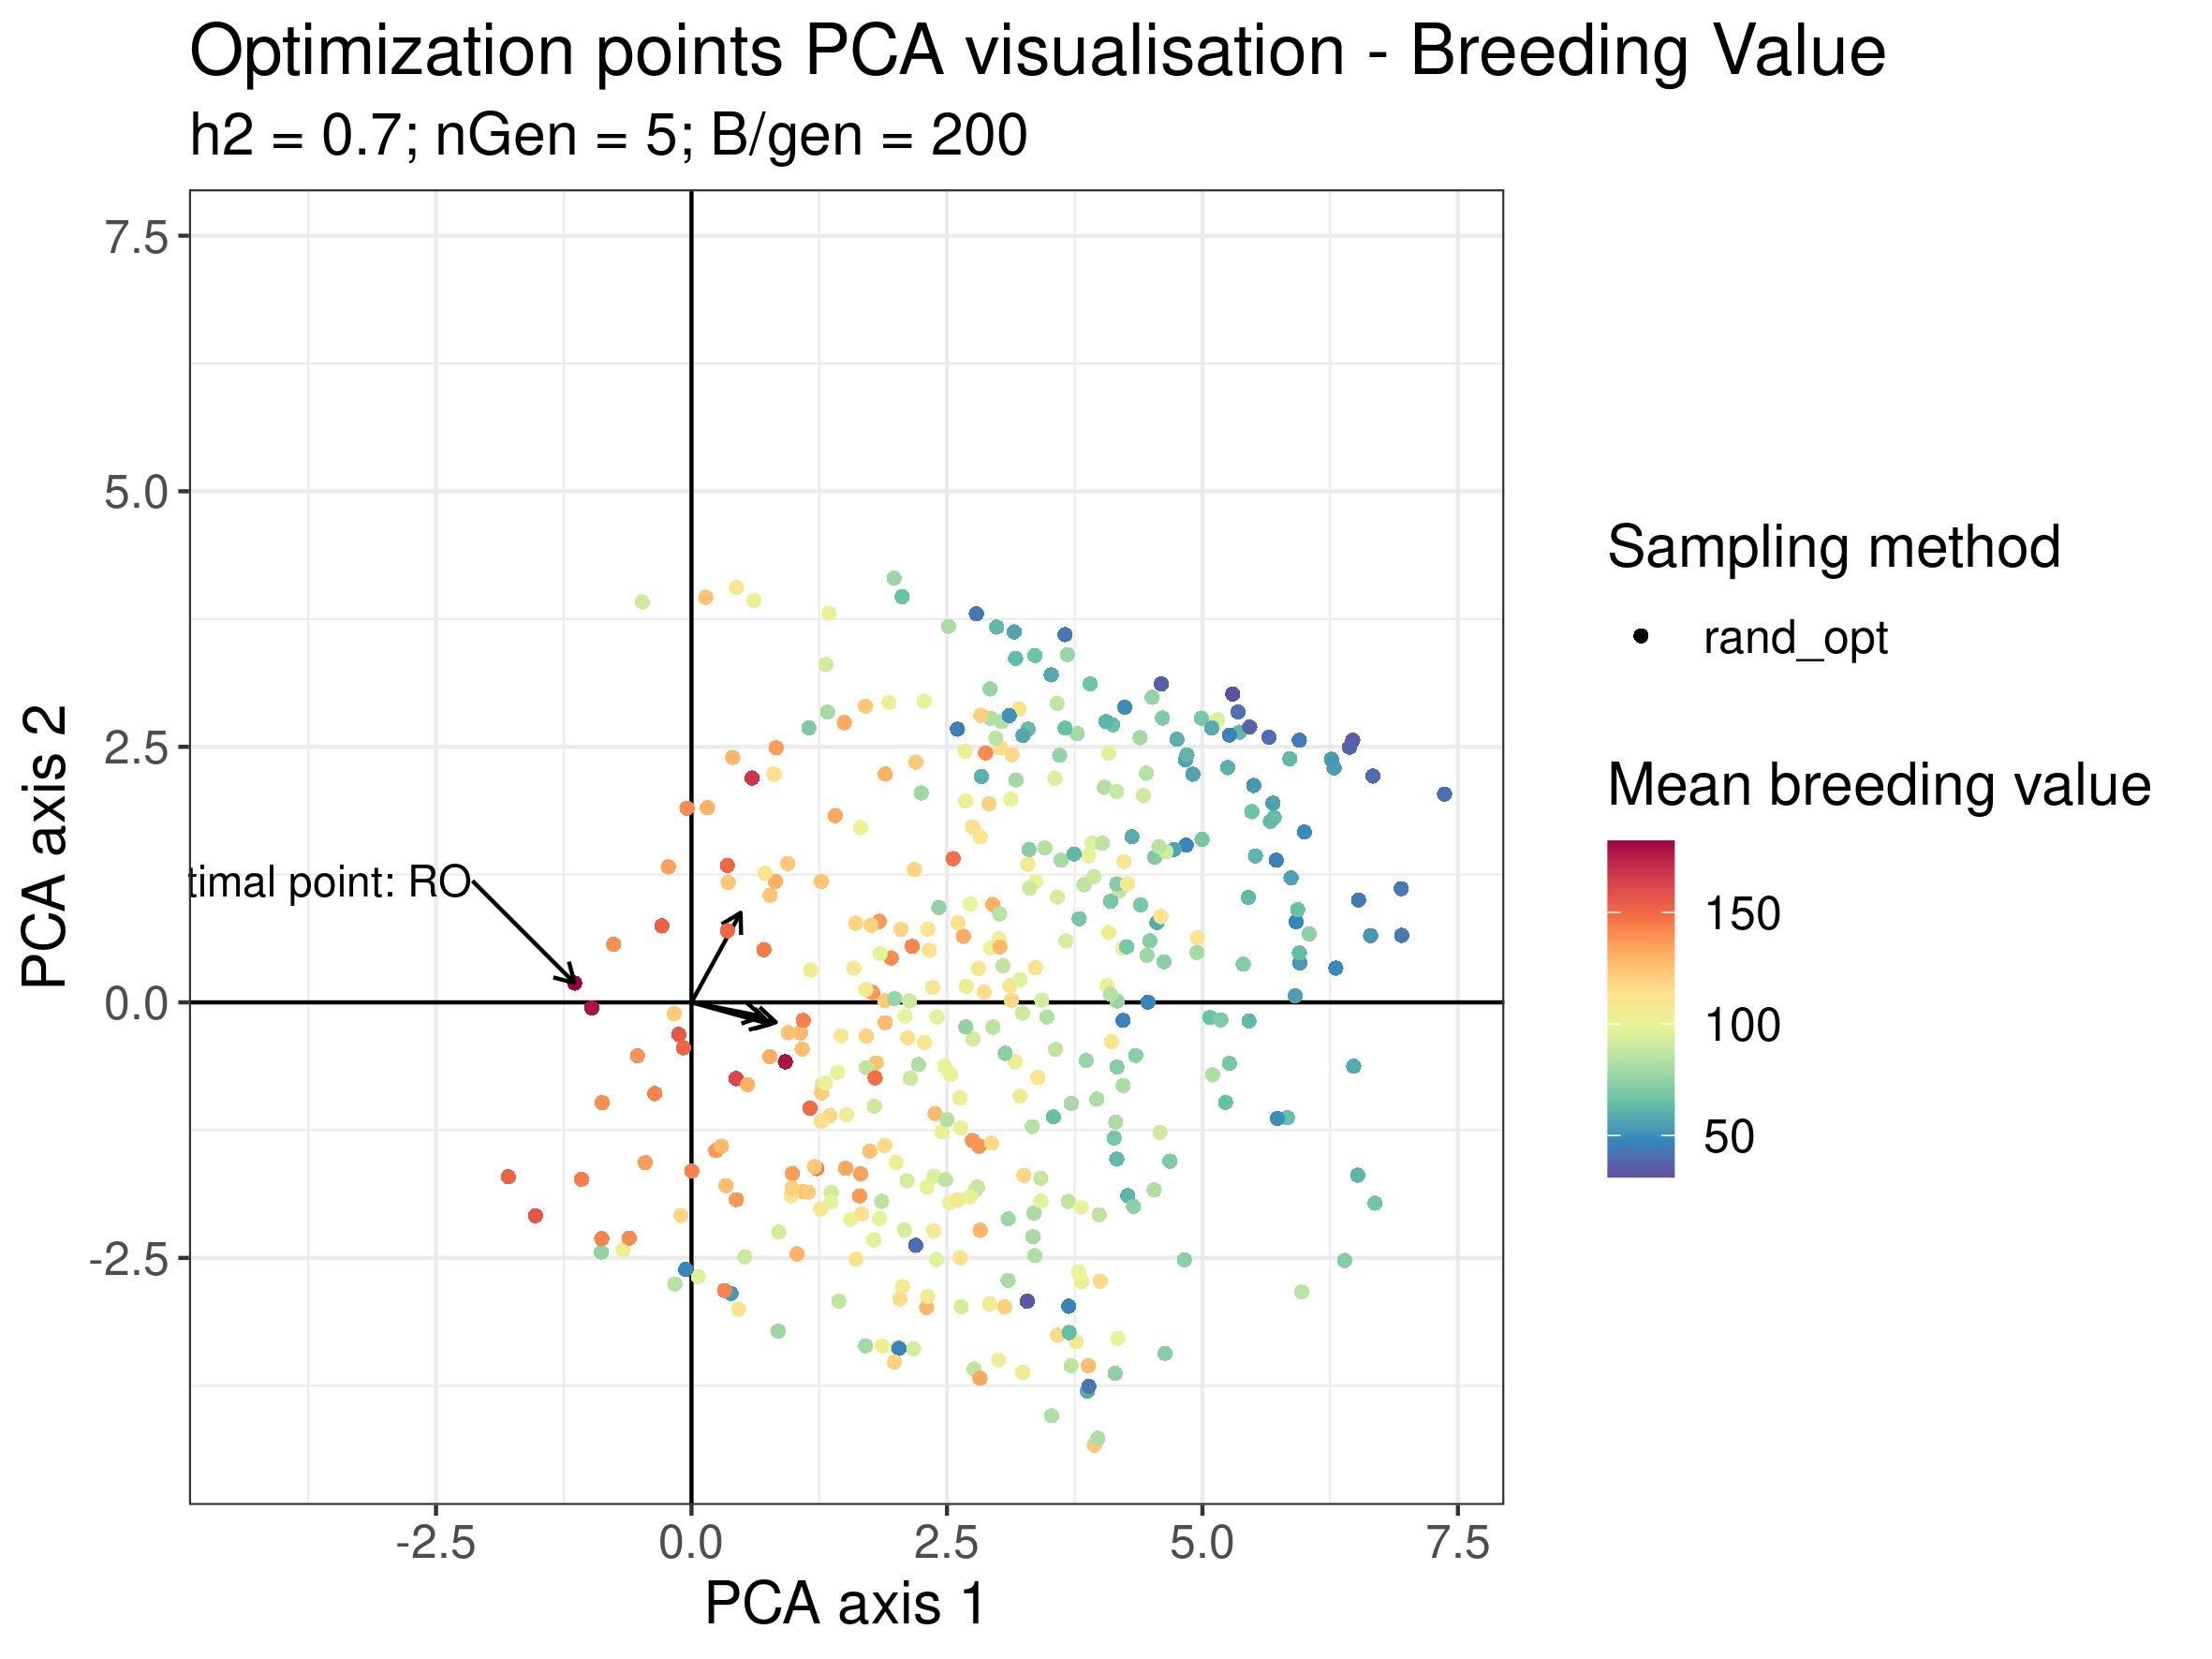 Optimization points PCA visualisation - Breeding Value
h2 = 0.7; nGen = 5; B/gen = 200
PCA axis 2
7.5
5.0
2.5
0.0
-2.5
timal point: RO
-2.5
0.0
2.5
5.0
7.5
PCA axis 1
Sampling method
rand_opt
Mean breeding value
150
100
50